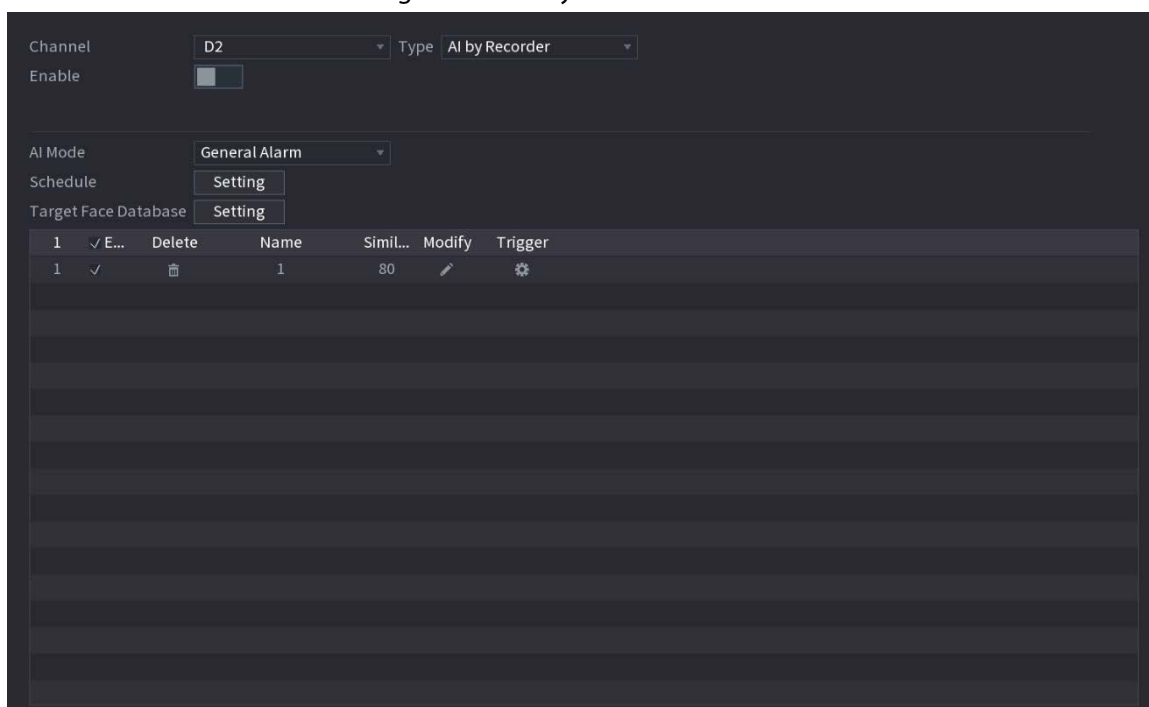 Channel D2 Type AI by Recorder
Enable
AI Mode General Alarm
Schedule Setting
Target Face Database Setting
1 E... Delete Name Simil... Modify Trigger
1 1 80